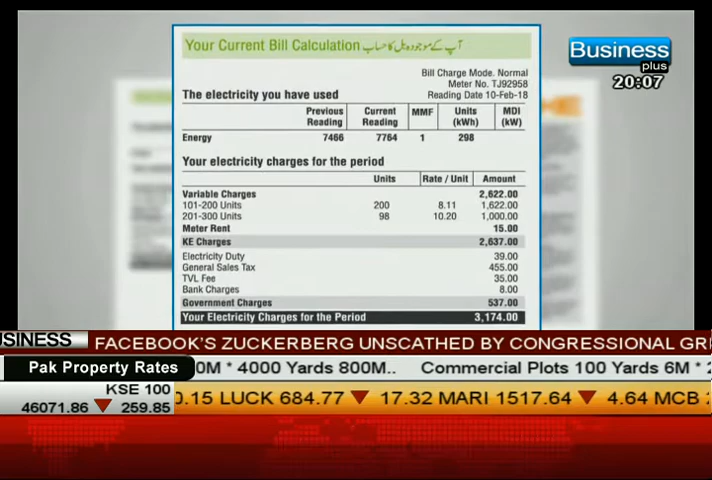 Your Current Bill Calculation آپ کے موجودہ بل کا حساب
Business
plus
20:07
Bill Charge Mode. Normal
Meter No. TJ92958
The electricity you have used Reading Date 10-Feb-18
Previous Reading Current Reading MMF Units (kWh) MDI (kW)
Energy 7466 7764 1 298
Your electricity charges for the period
Units Rate / Unit Amount
Variable Charges 2,622.00
101-200 Units 200 8.11 1,622.00
201-300 Units 98 10.20 1,000.00
Meter Rent 15.00
KE Charges 2,637.00
Electricity Duty 39.00
General Sales Tax 455.00
TVL Fee 35.00
Bank Charges 8.00
Government Charges 537.00
Your Electricity Charges for the Period 3,174.00
USINESS FACEBOOK'S ZUCKERBERG UNSCATHED BY CONGRESSIONAL GR
Pak Property Rates 0M * 4000 Yards 800M.. Commercial Plots 100 Yards 6M *
KSE 100
46071.86 259.85 0.15 LUCK 684.77 17.32 MARI 1517.64 4.64 MCB